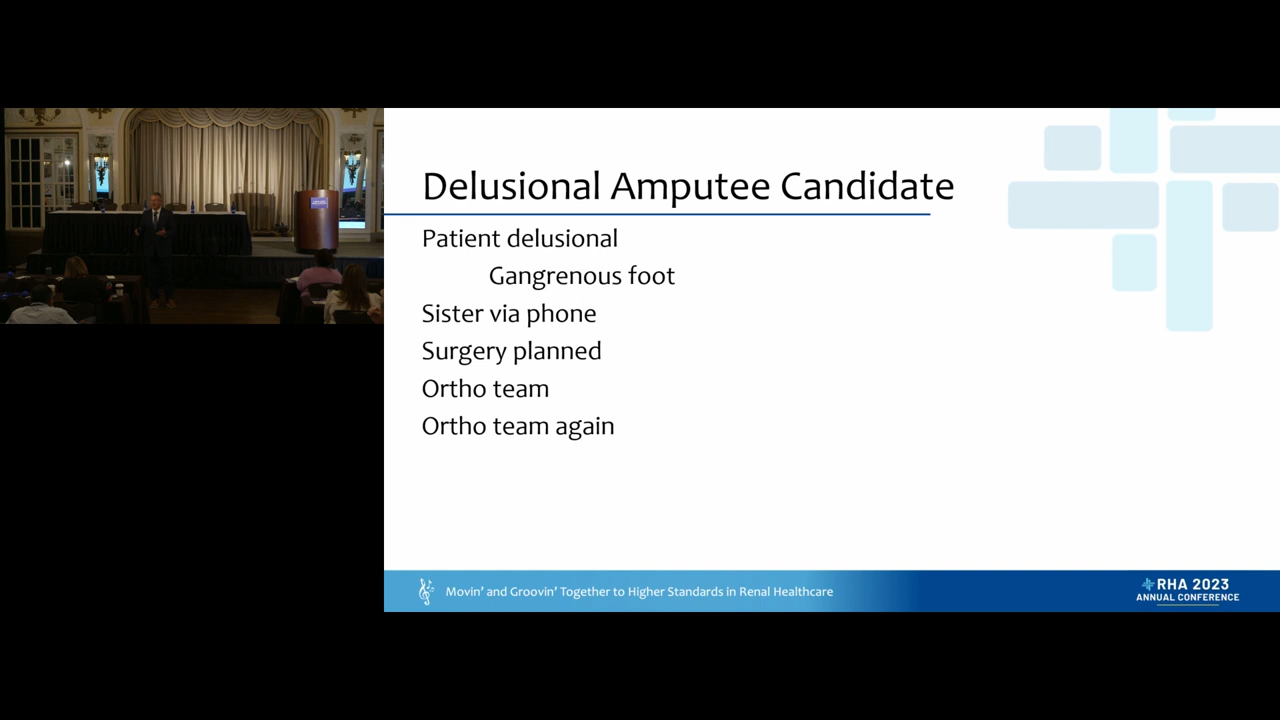 Delusional Amputee Candidate
Patient delusional
Gangrenous foot
Sister via phone
Surgery planned
Ortho team
Ortho team again
Movin' and Groovin' Together to Higher Standards in Renal Healthcare
RHA 2023
ANNUAL CONFERENCE